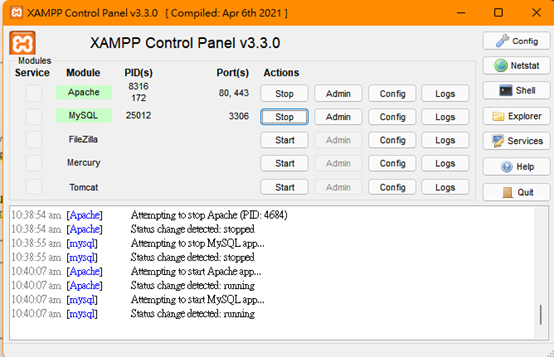 XAMPP Control Panel v3.3.0 [ Compiled: Apr 6th 2021 ]
XAMPP Control Panel v3.3.0
Config
Modules
Service Module PID(s) Port(s) Actions
Netstat
Apache 8316 172 80, 443 Stop Admin Config Logs
Shell
MySQL 25012 3306 Stop Admin Config Logs
Explorer
FileZilla Start Admin Config Logs
Services
Mercury Start Admin Config Logs
Help
Tomcat Start Admin Config Logs
Quit
10:38:54 am [Apache] Attempting to stop Apache (PID: 4684)
10:38:54 am [Apache] Status change detected: stopped
10:38:55 am [mysql] Attempting to stop MySQL app...
10:38:55 am [mysql] Status change detected: stopped
10:40:07 am [Apache] Attempting to start Apache app...
10:40:07 am [Apache] Status change detected: running
10:40:07 am [mysql] Attempting to start MySQL app...
10:40:07 am [mysql] Status change detected: running